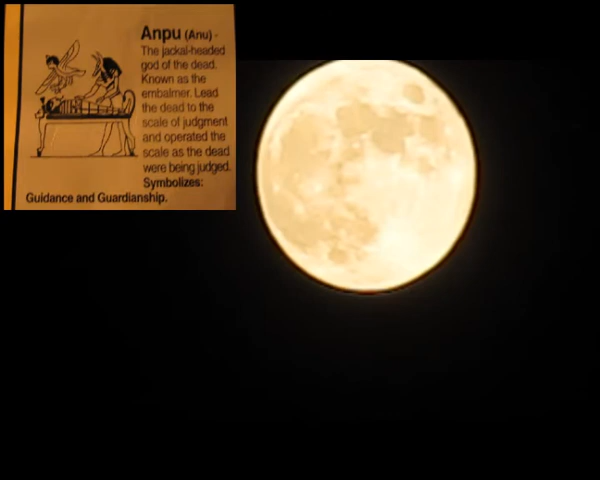 Anpu (Anu) -
The jackal-headed
god of the dead.
Known as the
embalmer. Lead
the dead to the
scale of judgment
and operated the
scale as the dead
were being judged.
Symbolizes:
Guidance and Guardianship.